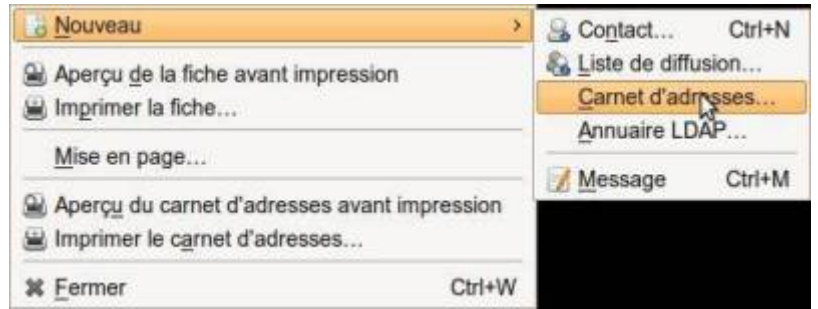 Nouveau
Aperçu de la fiche avant impression
Imprimer la fiche...
Mise en page...
Aperçu du carnet d'adresses avant impression
Imprimer le carnet d'adresses...
Fermer Ctrl+W
Contact... Ctrl+N
Liste de diffusion...
Carnet d'adresses...
Annuaire LDAP...
Message Ctrl+M